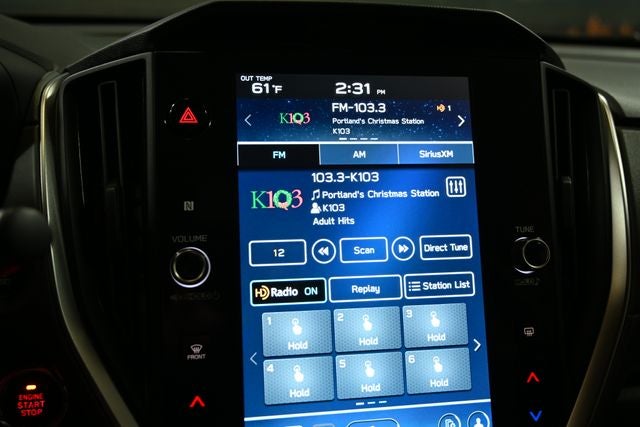 OUT TEMP
61°F
2:31 PM
K103
FM-103.3
HD 1
Portland's Christmas Station
K103
FM
AM
SiriusXM
103.3-K103
K103
Portland's Christmas Station
K103
Adult Hits
12
Scan
Direct Tune
HD Radio ON
Replay
Station List
1 Hold
2 Hold
3 Hold
4 Hold
5 Hold
6 Hold
VOLUME
TUNE
FRONT
ENGINE
START
STOP